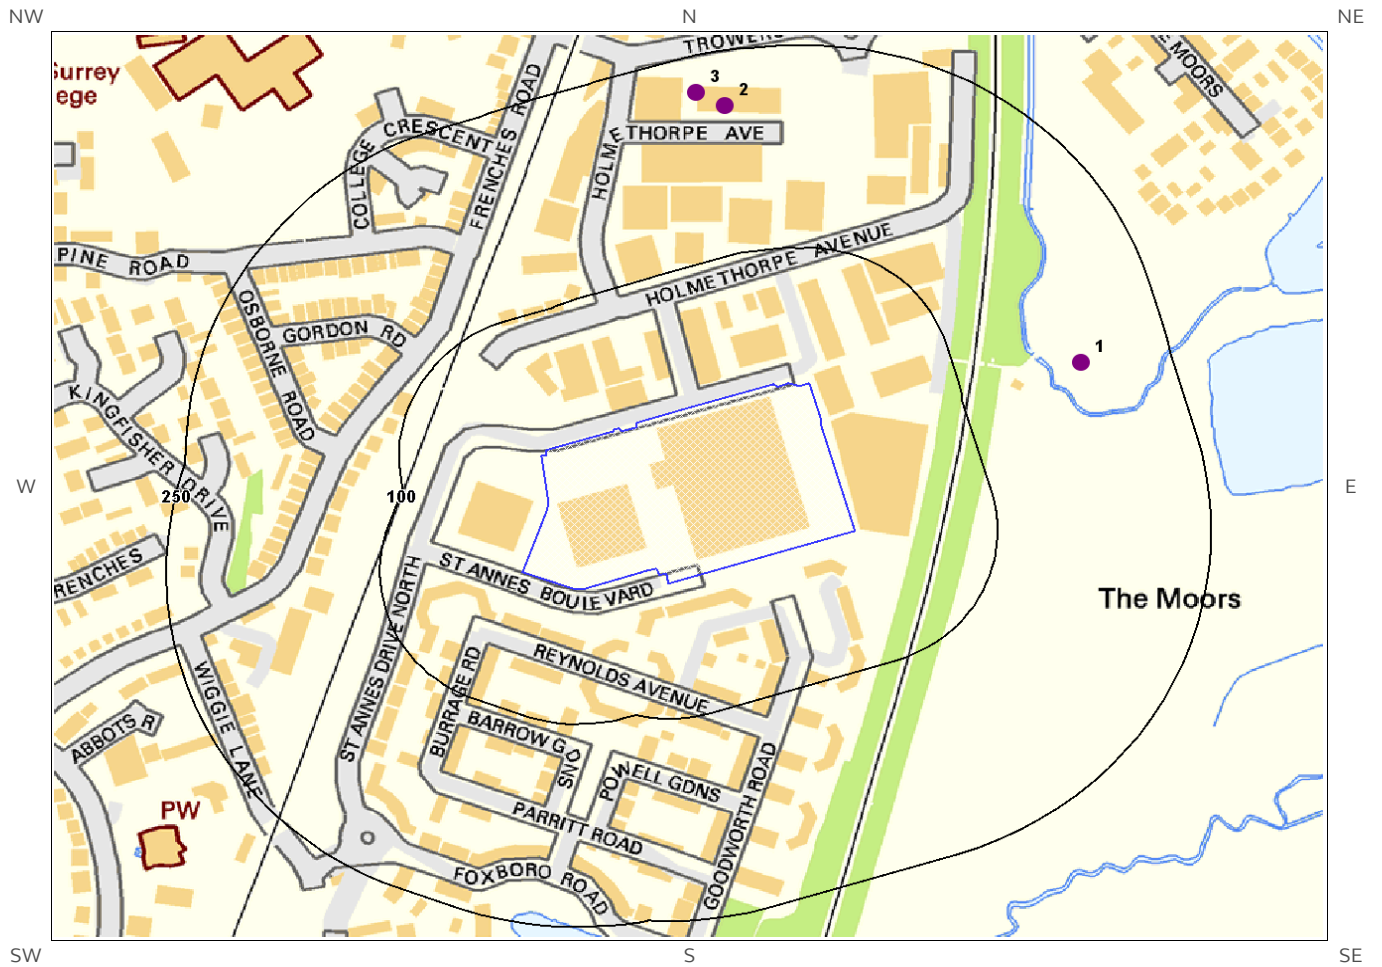 NW
N
NE
TROWERS
E MOORS
Surrey
ege
3
2
CRESCENT
THORPE AVE
HOLME
FRENCHES ROAD
COLLEGE
PINE ROAD
HOLMETHORPE AVENUE
OSBORNE ROAD
GORDON RD
1
KINGFISHER DRIVE
W
250
100
E
RENCHES
ST ANNES BOULEVARD
The Moors
ST ANNES DRIVE NORTH
REYNOLDS AVENUE
BURRAGE RD
WIGGIE LANE
BARROW GDNS
ABBOTS R
POWELL GDNS
PW
PARRITT ROAD
GOODWORTH ROAD
FOXBORO ROAD
SW
S
SE